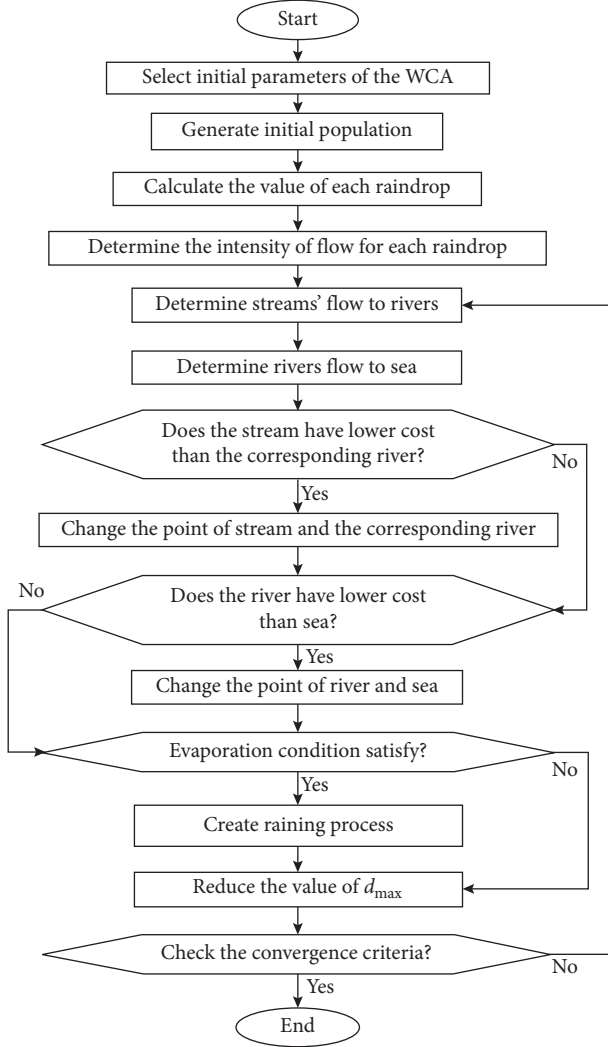 Start
Select initial parameters of the WCA
Generate initial population
Calculate the value of each raindrop
Determine the intensity of flow for each raindrop
Determine streams’ flow to rivers
Determine rivers flow to sea
Does the stream have lower cost
than the corresponding river?
No
Yes
Change the point of stream and the corresponding river
No
Does the river have lower cost
than sea?
Yes
Change the point of river and sea
Evaporation condition satisfy?
No
Yes
Create raining process
Reduce the value of dmax
Check the convergence criteria?
No
Yes
End